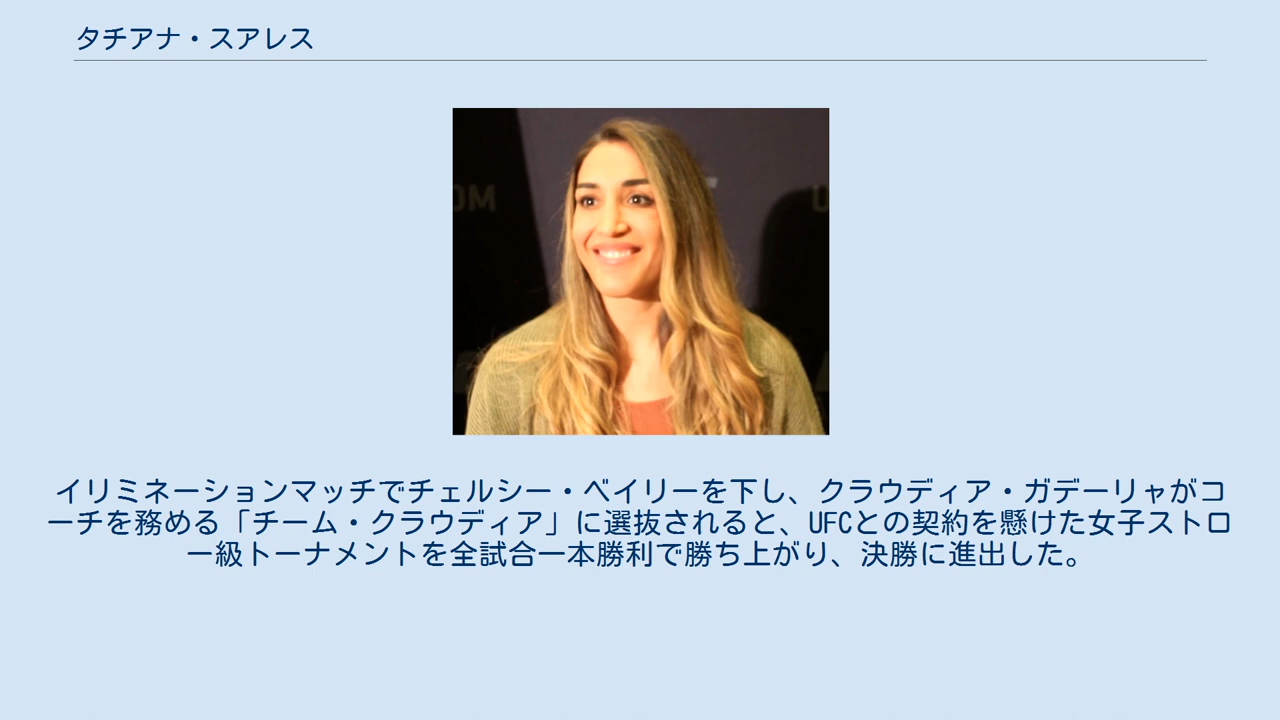 タチアナ・スアレス
OM
U
イリミネーションマッチでチェルシー・ベイリーを下し、クラウディア・ガデーリャがコ
ーチを務める「チーム・クラウディア」に選抜されると、UFCとの契約を懸けた女子ストロ
ー級トーナメントを全試合一本勝利で勝ち上がり、決勝に進出した。